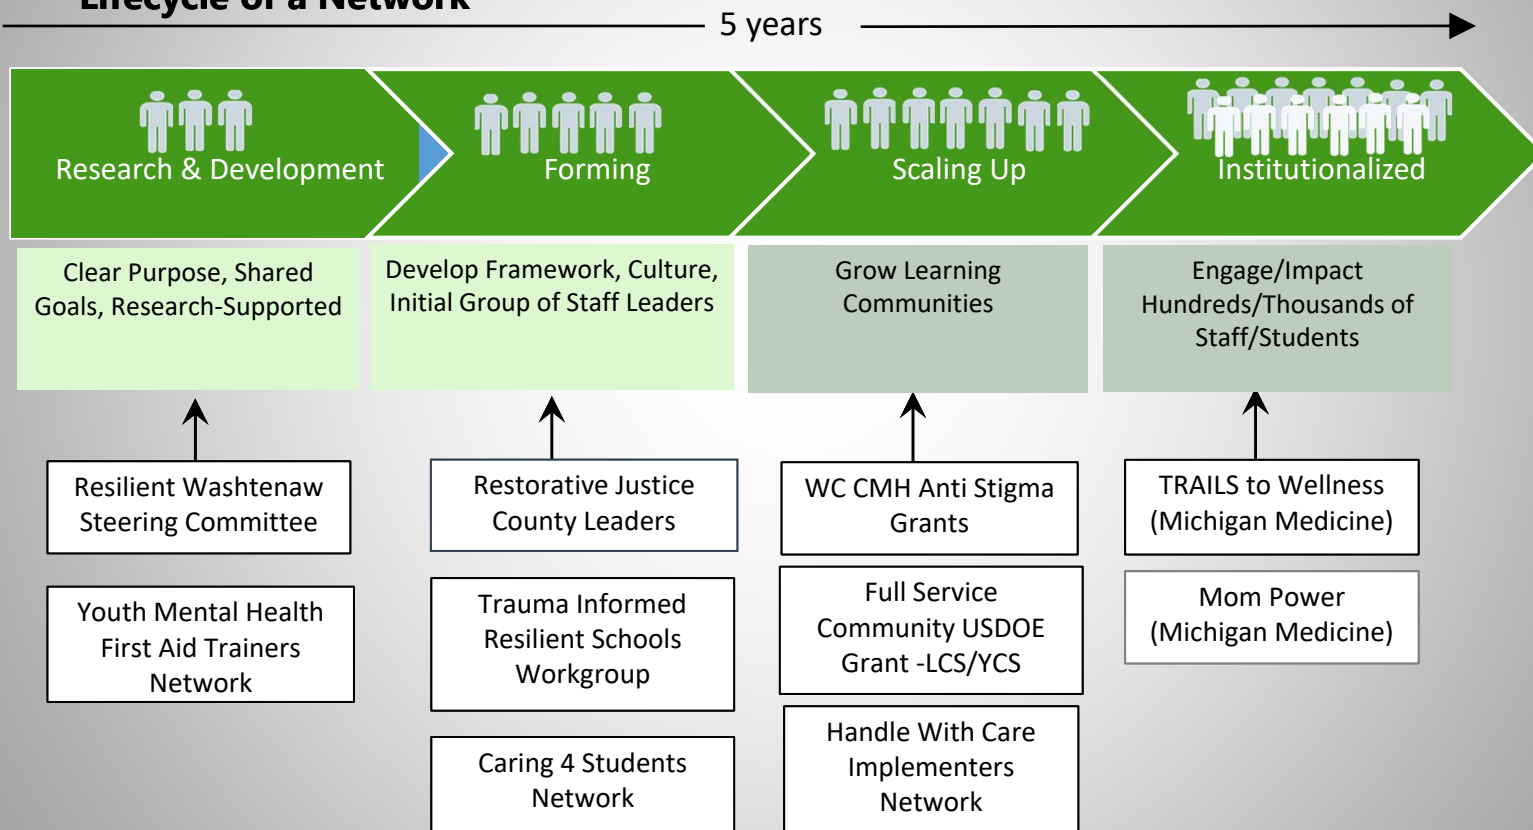 Lifecycle of a Network
5 years
Research & Development
Forming
Scaling Up
Institutionalized
Clear Purpose, Shared
Goals, Research-Supported
Develop Framework, Culture,
Initial Group of Staff Leaders
Grow Learning
Communities
Engage/Impact
Hundreds/Thousands of
Staff/Students
Resilient Washtenaw
Steering Committee
Youth Mental Health
First Aid Trainers
Network
Restorative Justice
County Leaders
Trauma Informed
Resilient Schools
Workgroup
Caring 4 Students
Network
WC CMH Anti Stigma
Grants
Full Service
Community USDOE
Grant -LCS/YCS
Handle With Care
Implementers
Network
TRAILS to Wellness
(Michigan Medicine)
Mom Power
(Michigan Medicine)